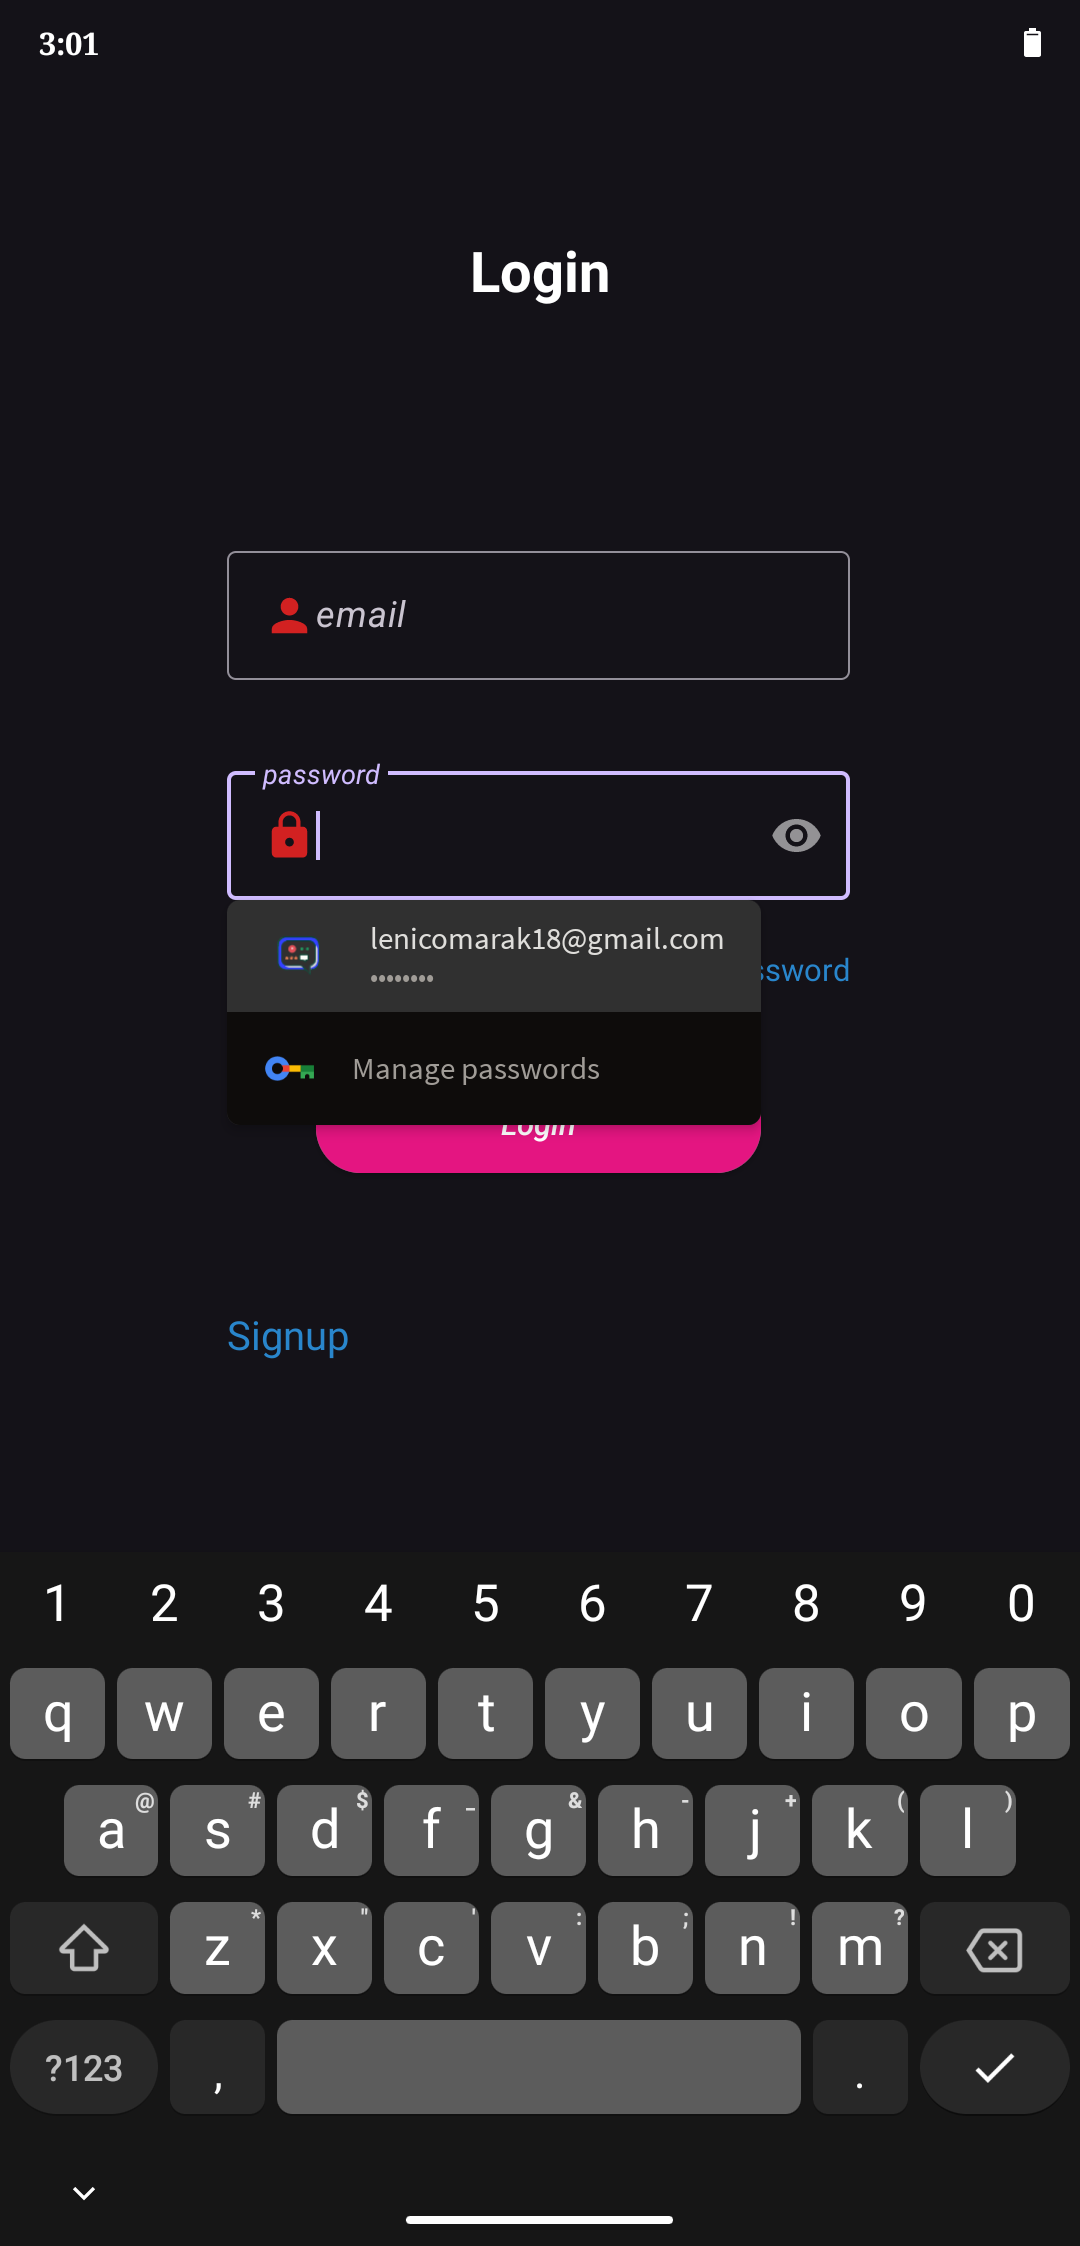 3:01
Login
email
password
lenicomarak18@gmail.com
••••••••
ssword
Manage passwords
Login
Signup
1 2 3 4 5 6 7 8 9 0
q w e r t y u i o p
@ # $ _ & - + ( )
a s d f g h j k l
* " ' : ; ! ?
z x c v b n m
?123 , .